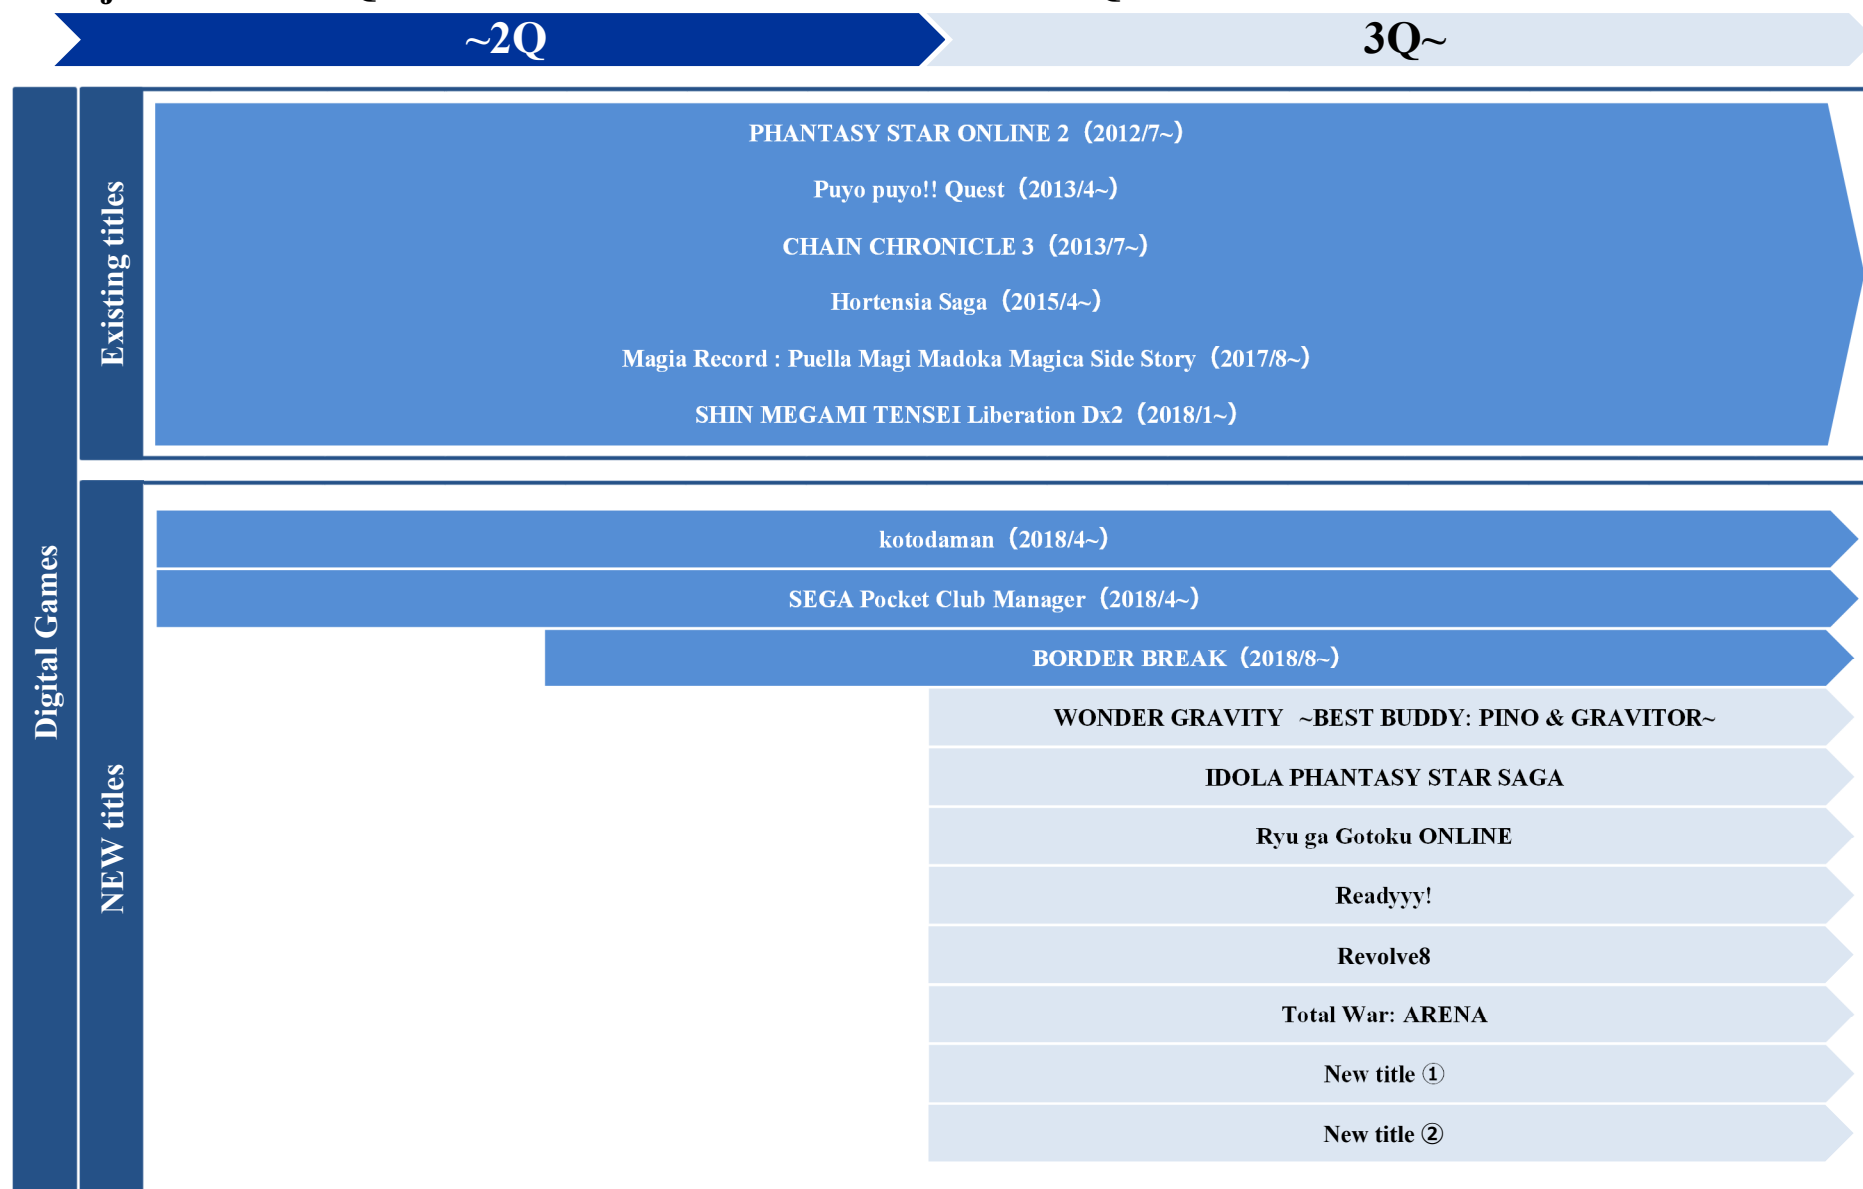 ~2Q
3Q~
Digital Games
Existing titles
PHANTASY STAR ONLINE 2（2012/7~）
Puyo puyo!! Quest（2013/4~）
CHAIN CHRONICLE 3（2013/7~）
Hortensia Saga（2015/4~）
Magia Record : Puella Magi Madoka Magica Side Story（2017/8~）
SHIN MEGAMI TENSEI Liberation Dx2（2018/1~）
NEW titles
kotodaman（2018/4~）
SEGA Pocket Club Manager（2018/4~）
BORDER BREAK（2018/8~）
WONDER GRAVITY ~BEST BUDDY: PINO & GRAVITOR~
IDOLA PHANTASY STAR SAGA
Ryu ga Gotoku ONLINE
Readyyy!
Revolve8
Total War: ARENA
New title ①
New title ②